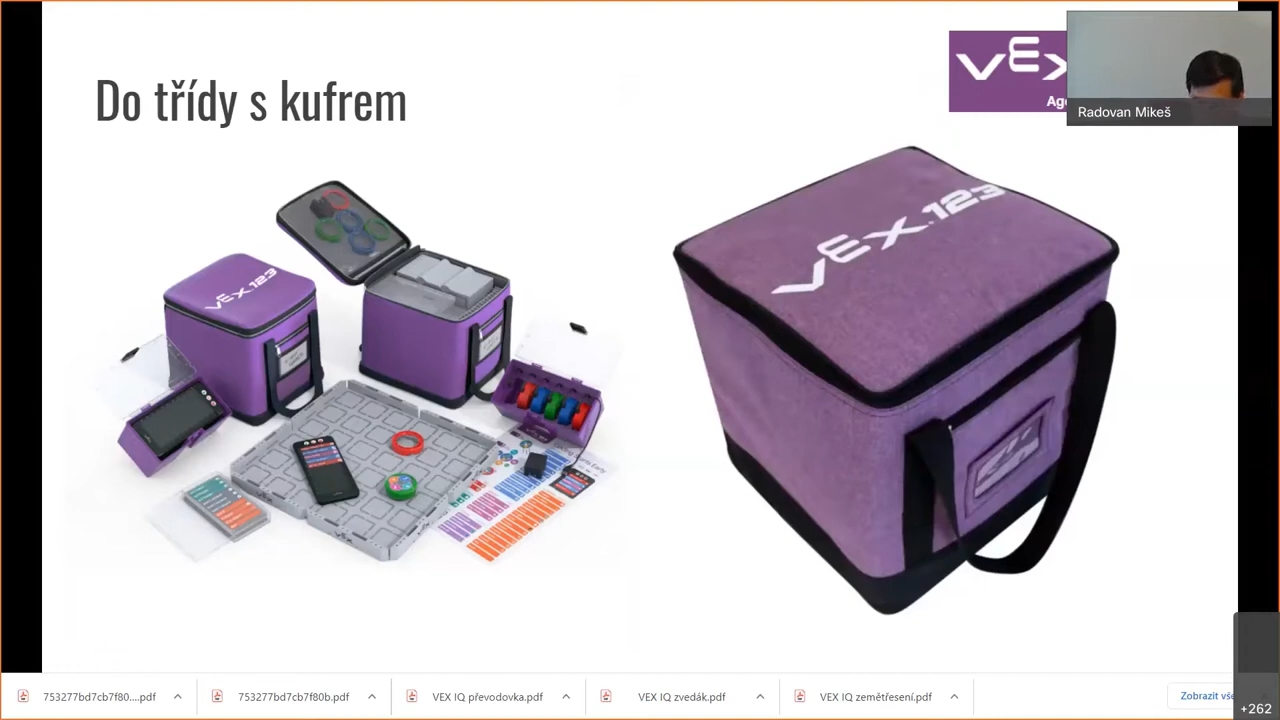 Do třídy s kufrem
VEX
Radovan Mikeš
VEX 123
VEX 123
753277bd7cb7f80....pdf
753277bd7cb7f80b.pdf
VEX IQ převodovka.pdf
VEX IQ zvedák.pdf
VEX IQ zemětřesení.pdf
+262